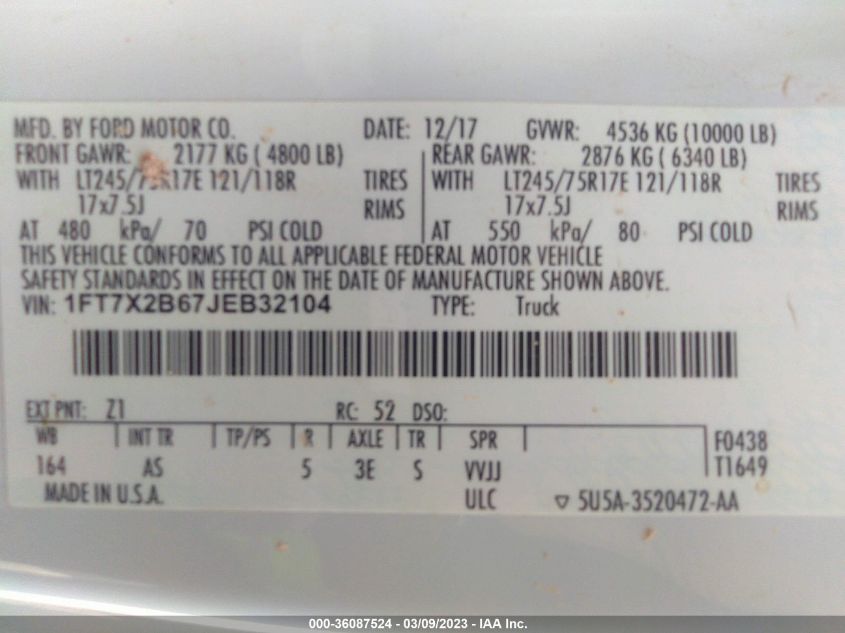 MFD. BY FORD MOTOR CO. DATE: 12/17 GVWR: 4536 KG (10000 LB)
FRONT GAWR: 2177 KG ( 4800 LB) REAR GAWR: 2876 KG ( 6340 LB)
WITH LT245/75R17E 121/118R TIRES WITH LT245/75R17E 121/118R TIRES
17x7.5J RIMS 17x7.5J RIMS
AT 480 kPa/ 70 PSI COLD AT 550 kPa/ 80 PSI COLD
THIS VEHICLE CONFORMS TO ALL APPLICABLE FEDERAL MOTOR VEHICLE
SAFETY STANDARDS IN EFFECT ON THE DATE OF MANUFACTURE SHOWN ABOVE.
VIN: 1FT7X2B67JEB32104 TYPE: Truck
EXT PNT: Z1 RC: 52 DSO:
WB INT TR TP/PS R AXLE TR SPR F0438
164 AS 5 3E S VVJJ T1649
MADE IN U.S.A. ULC 5U5A-3520472-AA
000-36087524 - 03/09/2023 - IAA Inc.